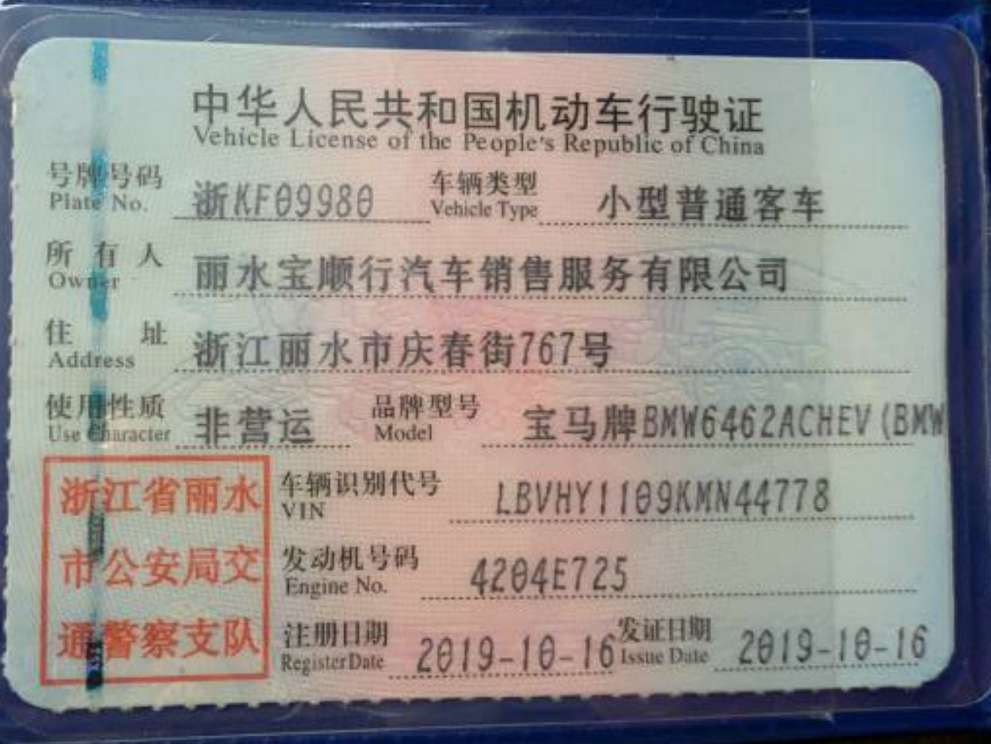 中华人民共和国机动车行驶证
Vehicle License of the People's Republic of China
号牌号码 浙KF09980 车辆类型 小型普通客车
Plate No. Vehicle Type
所有人 丽水宝顺行汽车销售服务有限公司
Owner
住址 浙江丽水市庆春街767号
Address
使用性质 非营运 品牌型号 宝马牌BMW6462ACHEV(BMW
Use Character Model
浙江省丽水 车辆识别代号 LBVHY1109KMN44778
VIN
市公安局交 发动机号码 4204E725
Engine No.
通警察支队 注册日期 2019-10-16 发证日期 2019-10-16
Register Date Issue Date